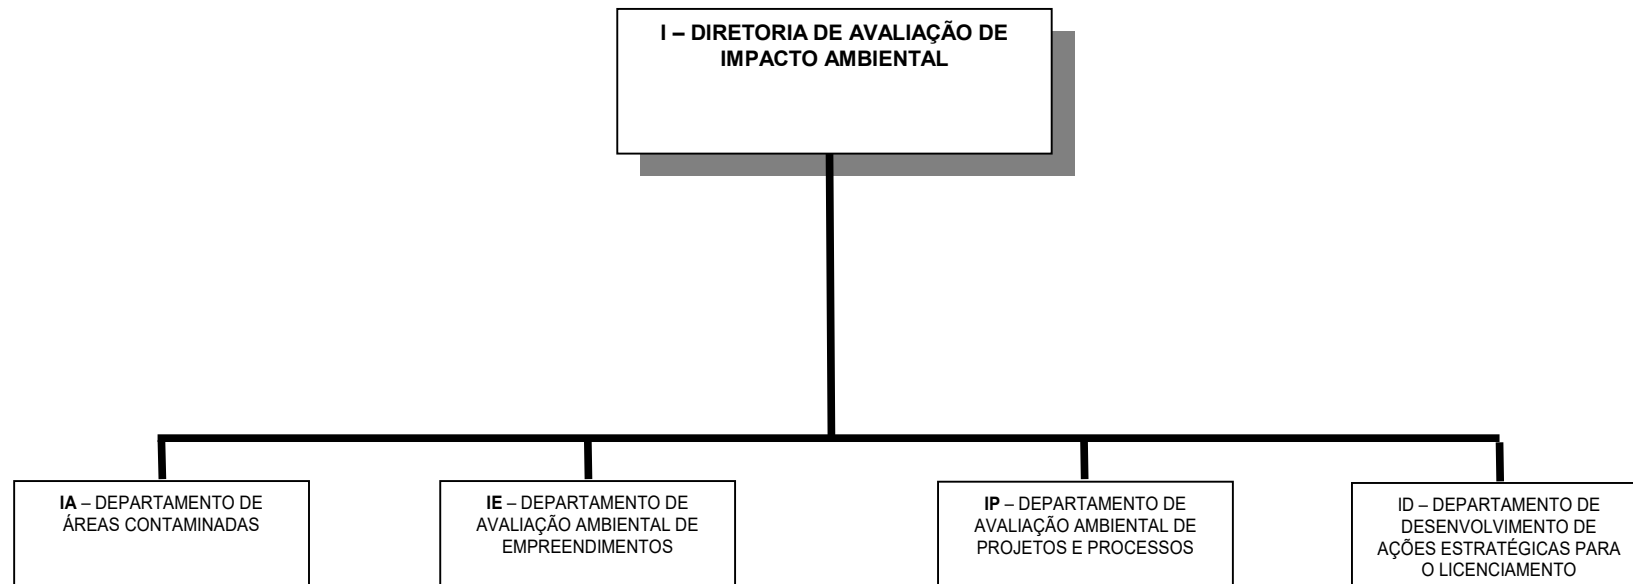 I – DIRETORIA DE AVALIAÇÃO DE
IMPACTO AMBIENTAL
IA – DEPARTAMENTO DE
ÁREAS CONTAMINADAS
IE – DEPARTAMENTO DE
AVALIAÇÃO AMBIENTAL DE
EMPREENDIMENTOS
IP – DEPARTAMENTO DE
AVALIAÇÃO AMBIENTAL DE
PROJETOS E PROCESSOS
ID – DEPARTAMENTO DE
DESENVOLVIMENTO DE
AÇÕES ESTRATÉGICAS PARA
O LICENCIAMENTO